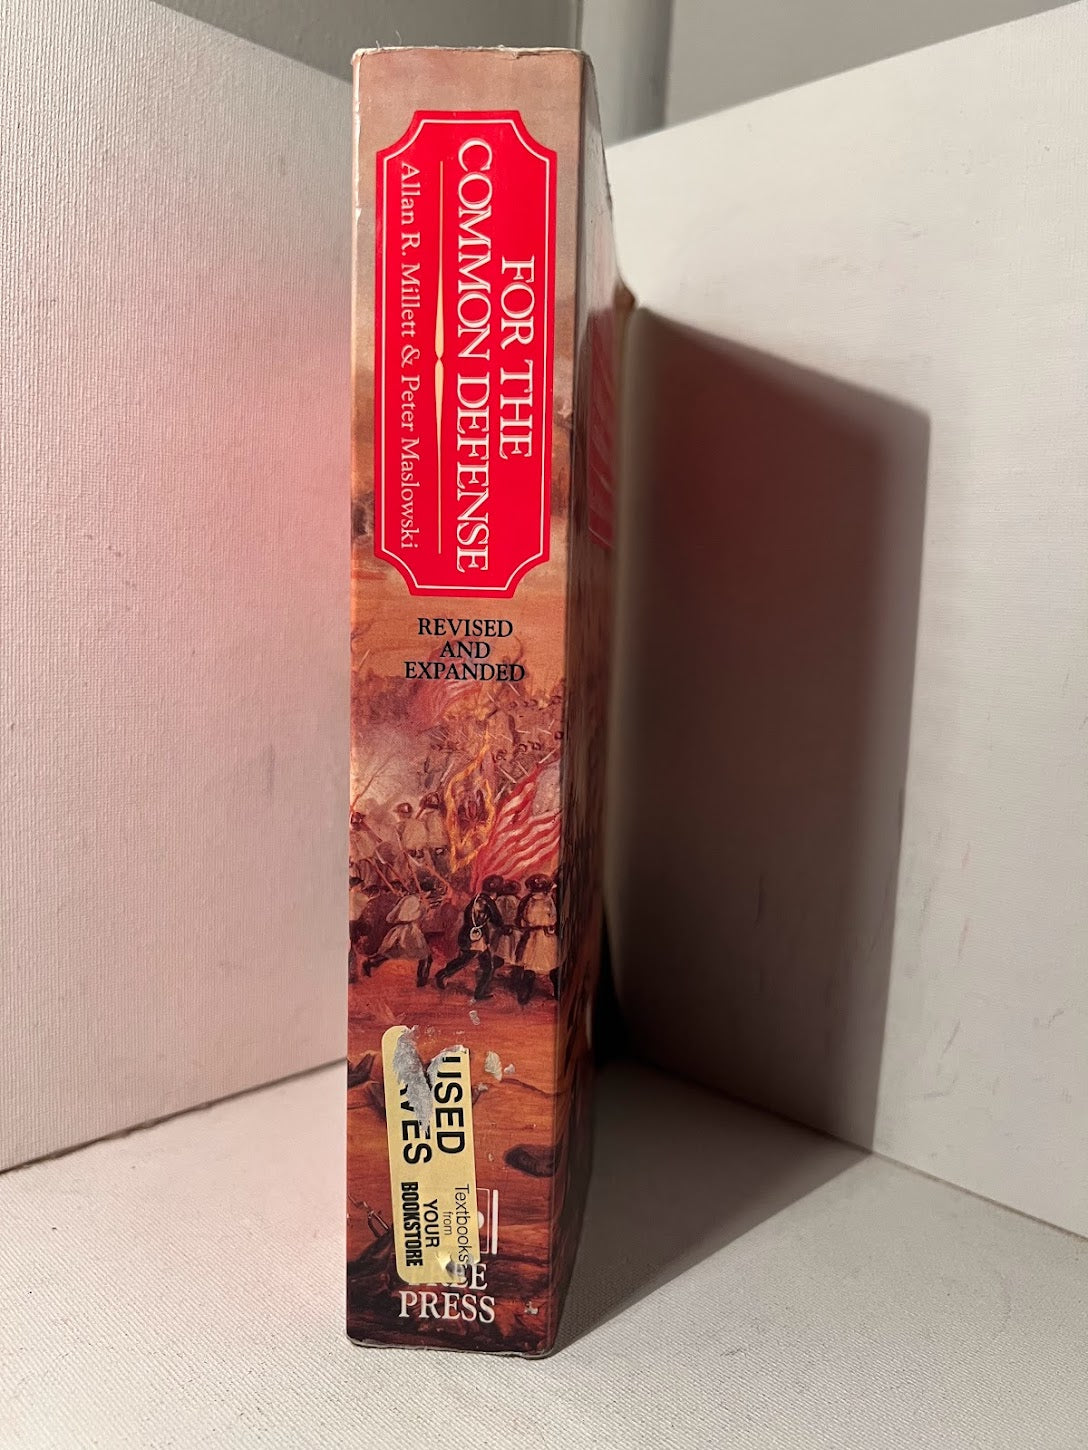 FOR THE
COMMON DEFENSE
Allan R. Millett & Peter Maslowski
REVISED
AND
EXPANDED
USED
Textbooks
from
YOUR
BOOKSTORE
PRESS